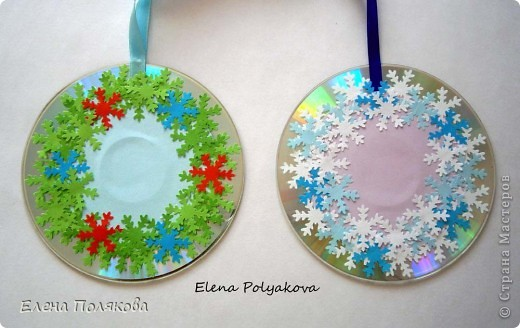 Elena Polyakova
Елена Полякова
© Страна Мастеров